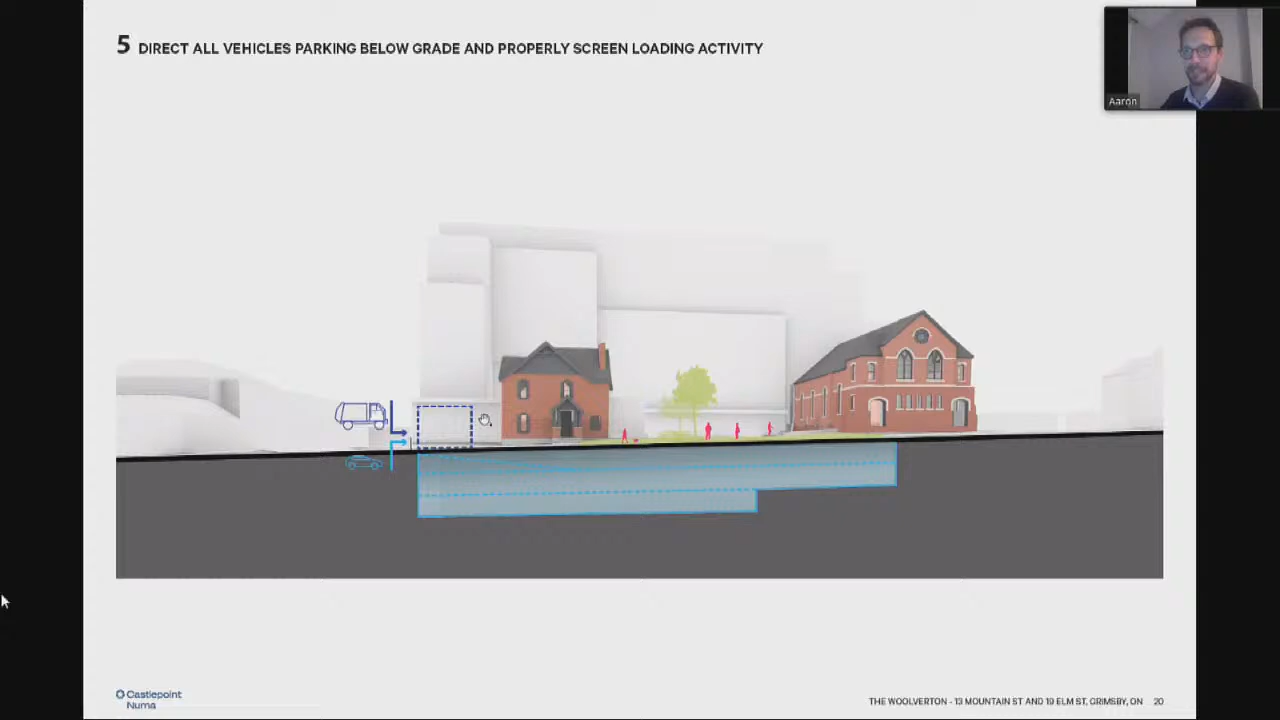 5 DIRECT ALL VEHICLES PARKING BELOW GRADE AND PROPERLY SCREEN LOADING ACTIVITY
Aaron
Castlepoint
Numa
THE WOOLVERTON - 13 MOUNTAIN ST AND 19 ELM ST, GRIMSBY, ON 20